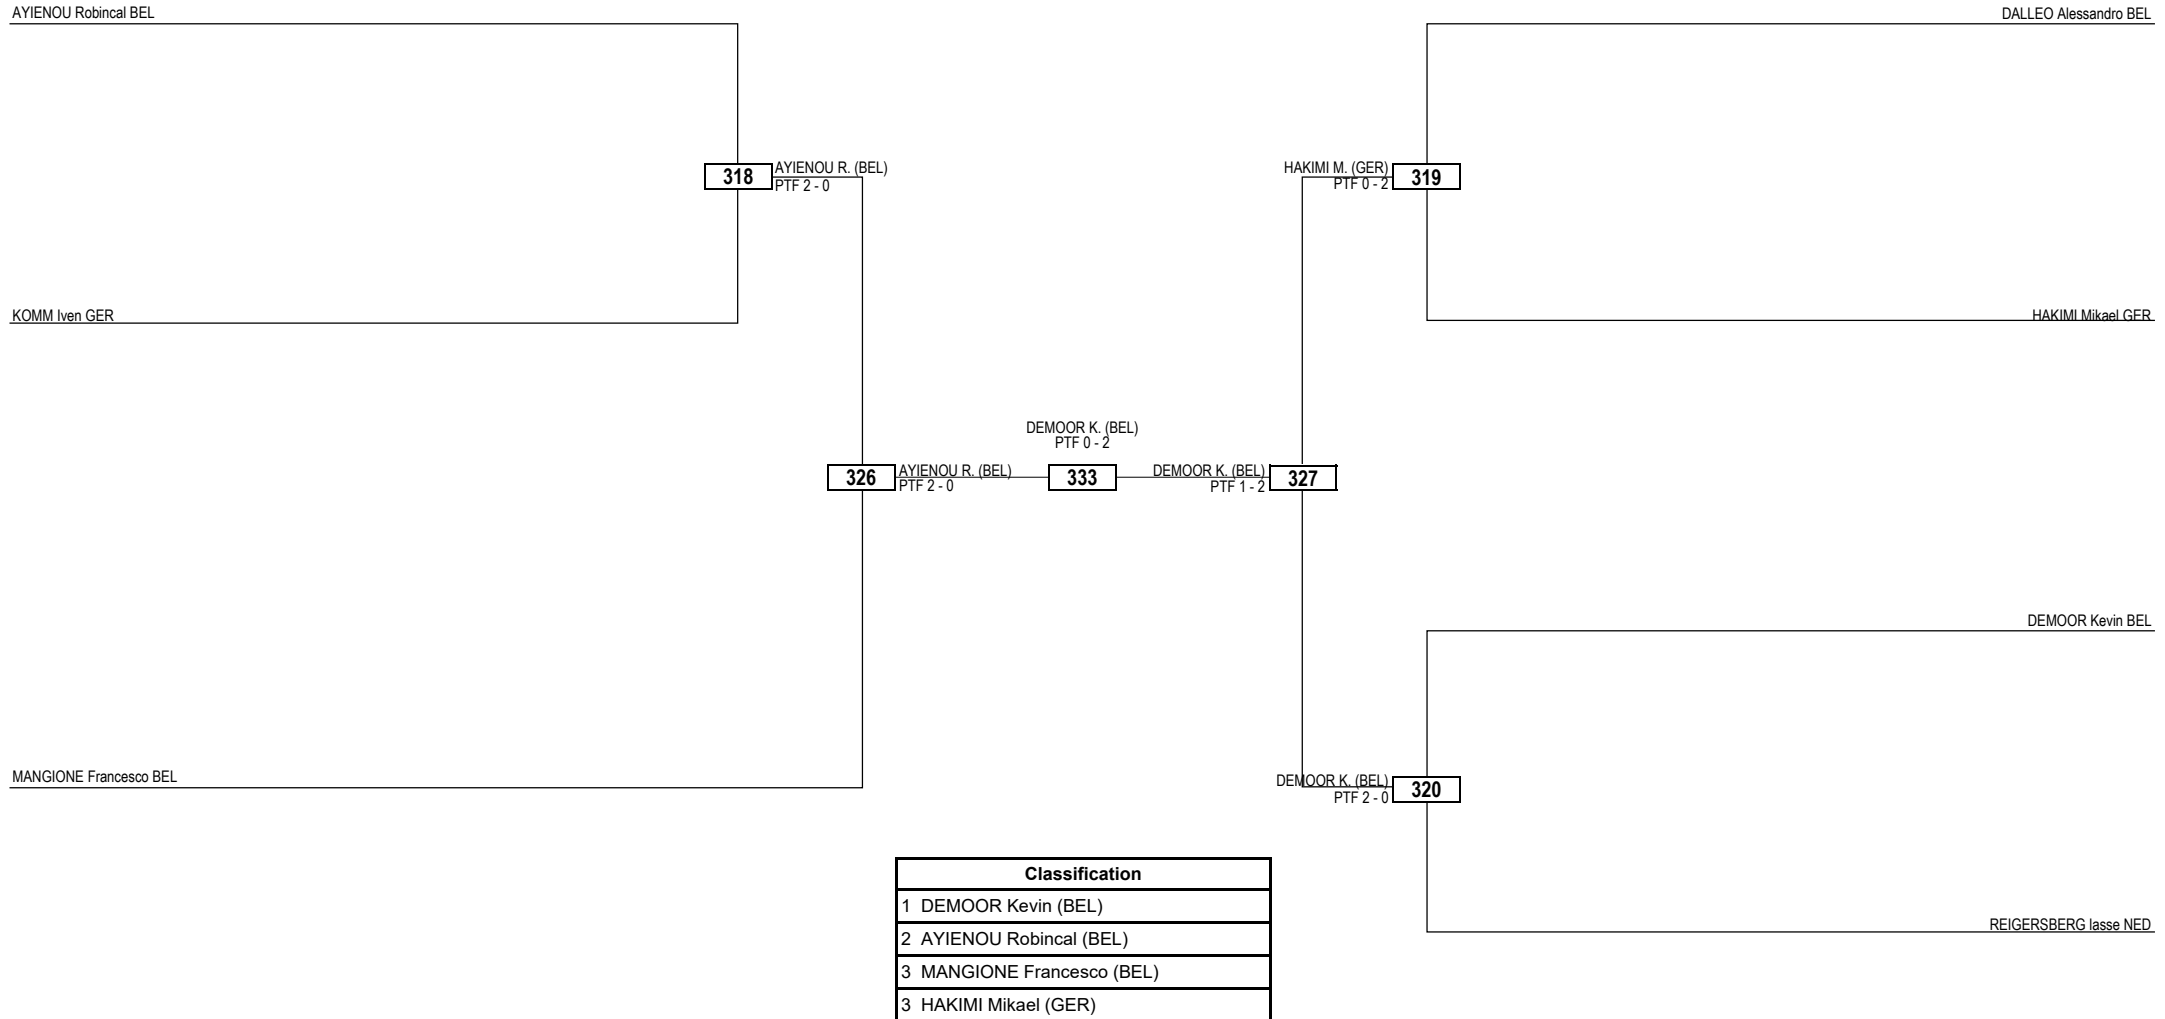 AYIENOU Robincal BEL
DALLEO Alessandro BEL
318
AYIENOU R. (BEL)
PTF 2 - 0
HAKIMI M. (GER)
PTF 0 - 2
319
KOMM Iven GER
HAKIMI Mikael GER
DEMOOR K. (BEL)
PTF 0 - 2
326
AYIENOU R. (BEL)
PTF 2 - 0
333
DEMOOR K. (BEL)
PTF 1 - 2
327
DEMOOR Kevin BEL
MANGIONE Francesco BEL
DEMOOR K. (BEL)
PTF 2 - 0
320
REIGERSBERG lasse NED
Classification
1 DEMOOR Kevin (BEL)
2 AYIENOU Robincal (BEL)
3 MANGIONE Francesco (BEL)
3 HAKIMI Mikael (GER)